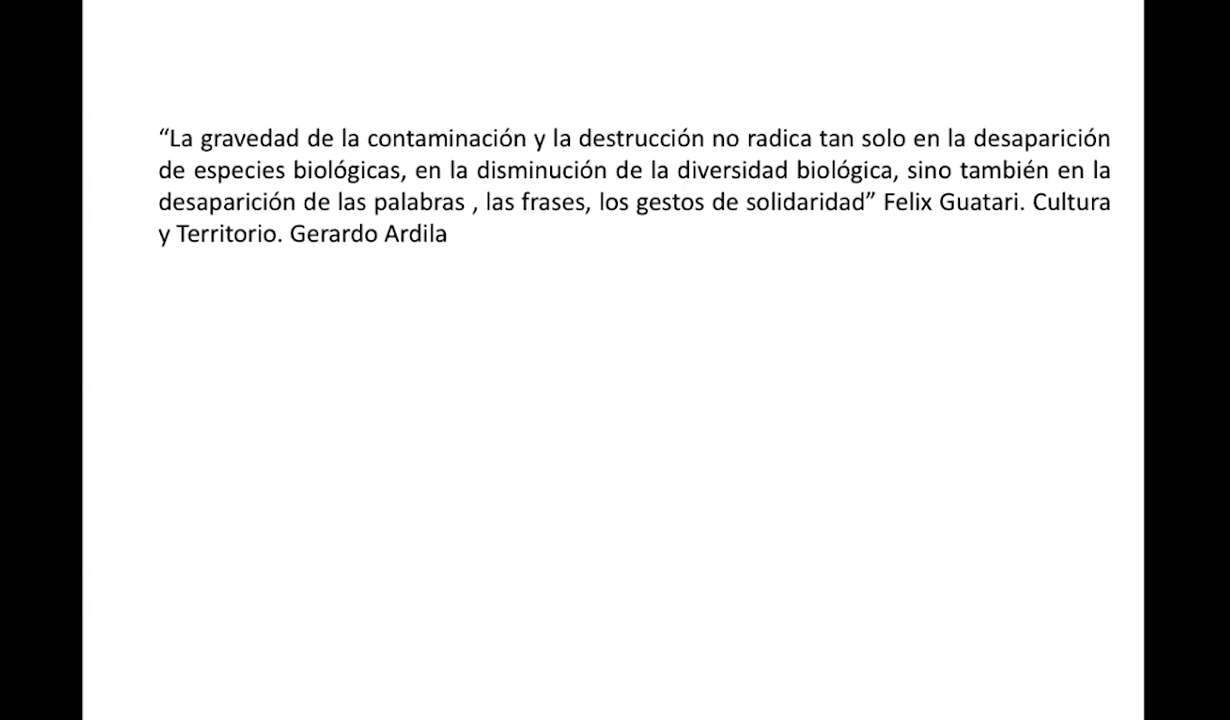 “La gravedad de la contaminación y la destrucción no radica tan solo en la desaparición
de especies biológicas, en la disminución de la diversidad biológica, sino también en la
desaparición de las palabras , las frases, los gestos de solidaridad” Felix Guatari. Cultura
y Territorio. Gerardo Ardila